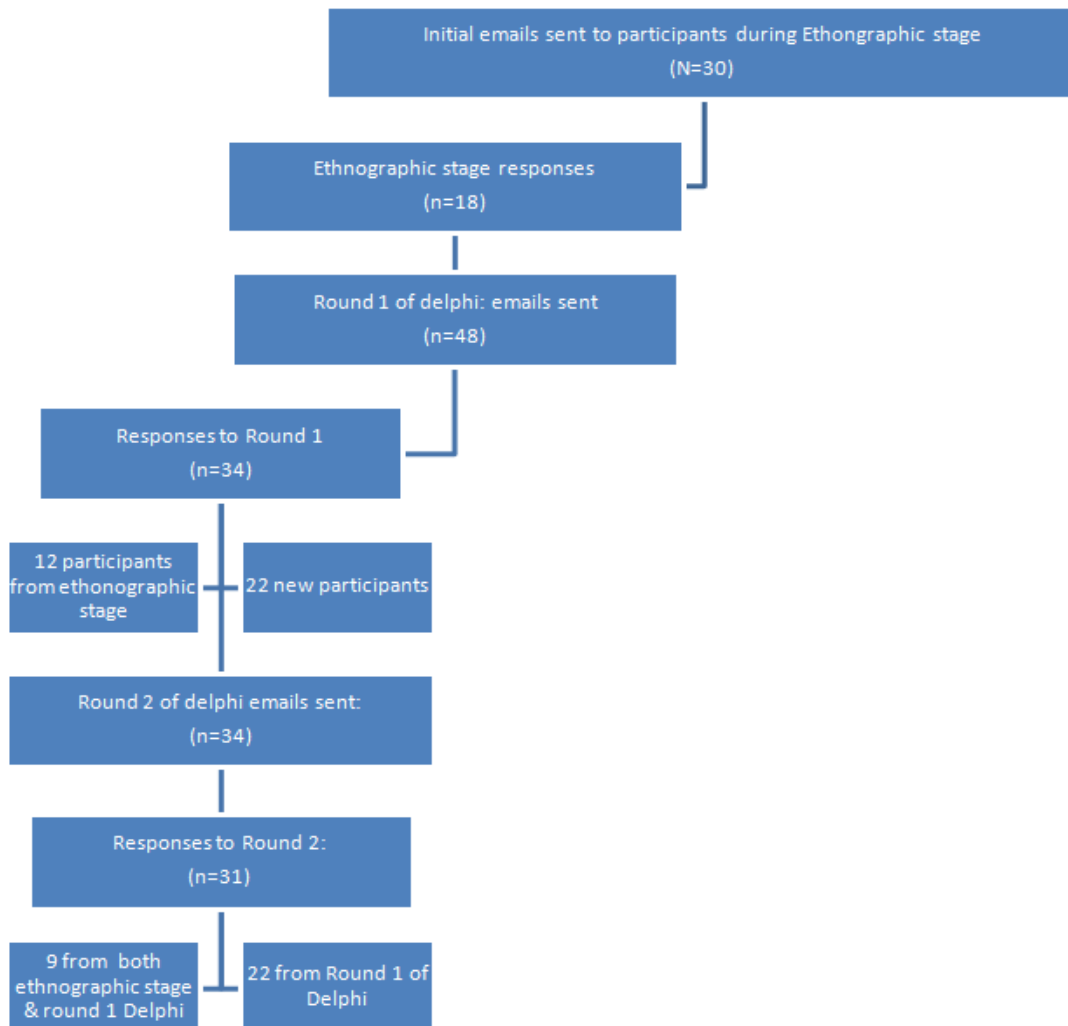 Initial emails sent to participants during Ethongraphic stage
(N=30)
Ethnographic stage responses
(n=18)
Round 1 of delphi: emails sent
(n=48)
Responses to Round 1
(n=34)
12 participants
from ethonographic
stage
22 new participants
Round 2 of delphi emails sent:
(n=34)
Responses to Round 2:
(n=31)
9 from both
ethnographic stage
& round 1 Delphi
22 from Round 1 of
Delphi